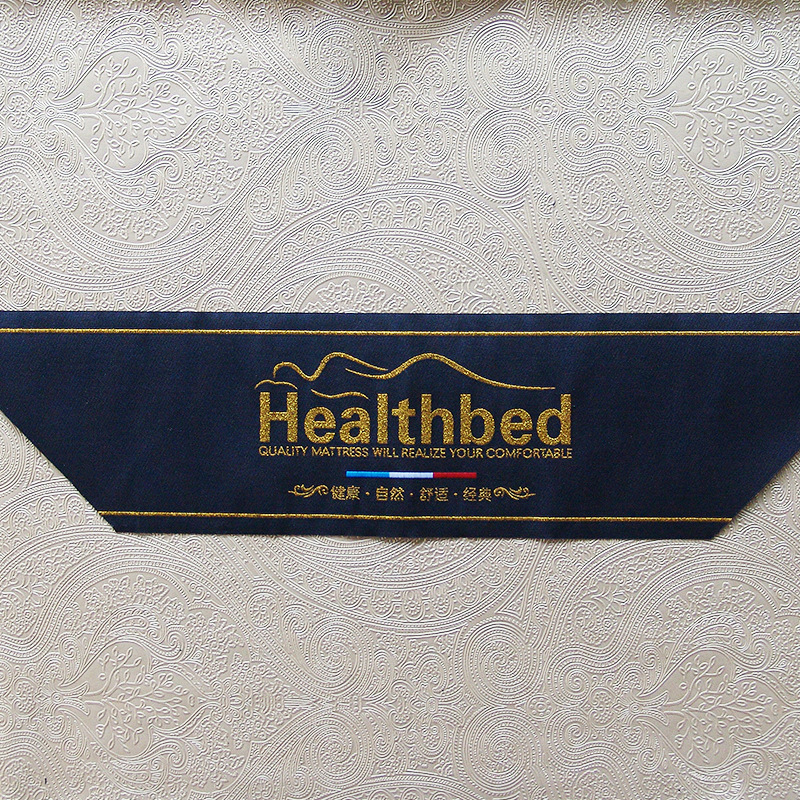 Healthbed
QUALITY MATTRESS WILL REALIZE YOUR COMFORTABLE
健康·自然·舒适·经典